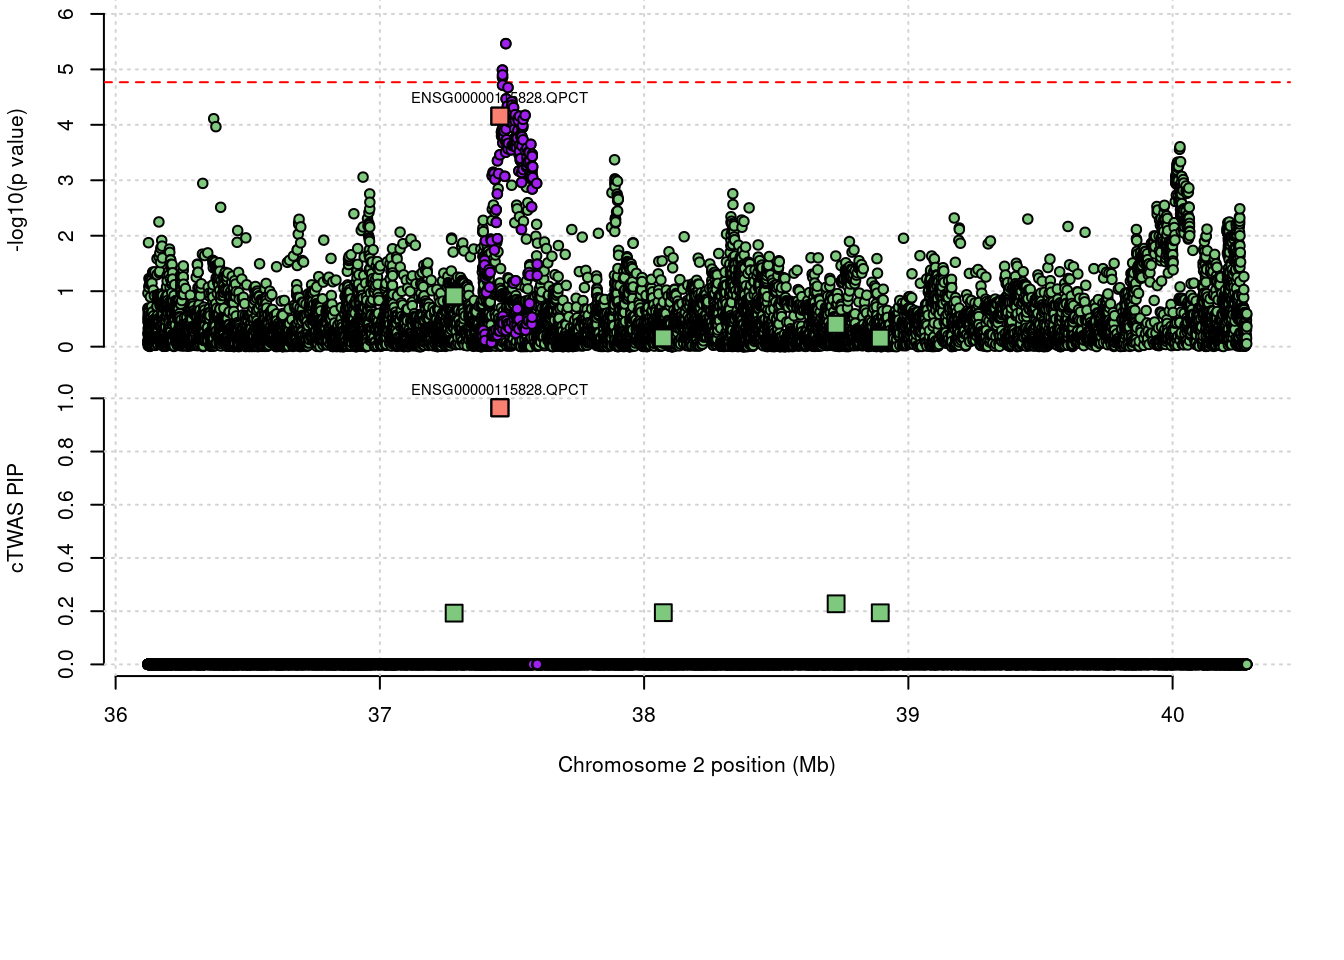 6
5
4
3
2
1
0
-log10(p value)
ENSG00000115828.QPCT
1.0
0.8
0.6
0.4
0.2
0.0
cTWAS PIP
ENSG00000115828.QPCT
36 37 38 39 40
Chromosome 2 position (Mb)